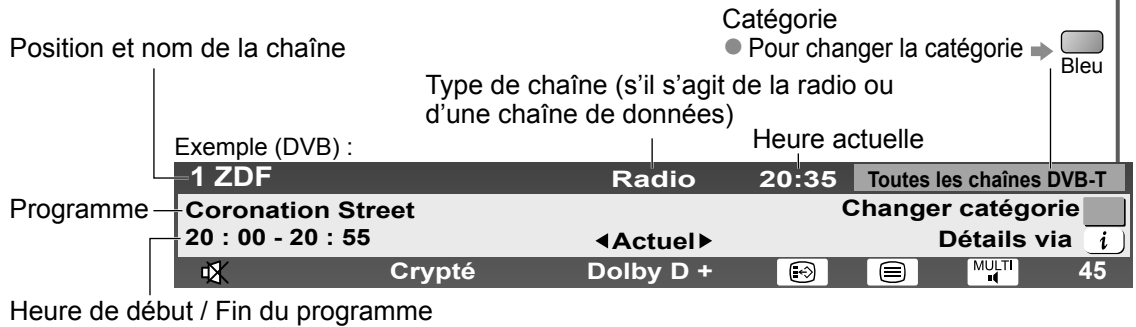 Catégorie
Position et nom de la chaîne
● Pour changer la catégorie
Bleu
Type de chaîne (s’il s’agit de la radio ou
d’une chaîne de données)
Heure actuelle
Exemple (DVB) :
1 ZDF Radio 20:35 Toutes les chaînes DVB-T
Programme
Coronation Street Changer catégorie
20 : 00 - 20 : 55 ◀Actuel▶ Détails via i
Crypté Dolby D + MULTI 45
Heure de début / Fin du programme